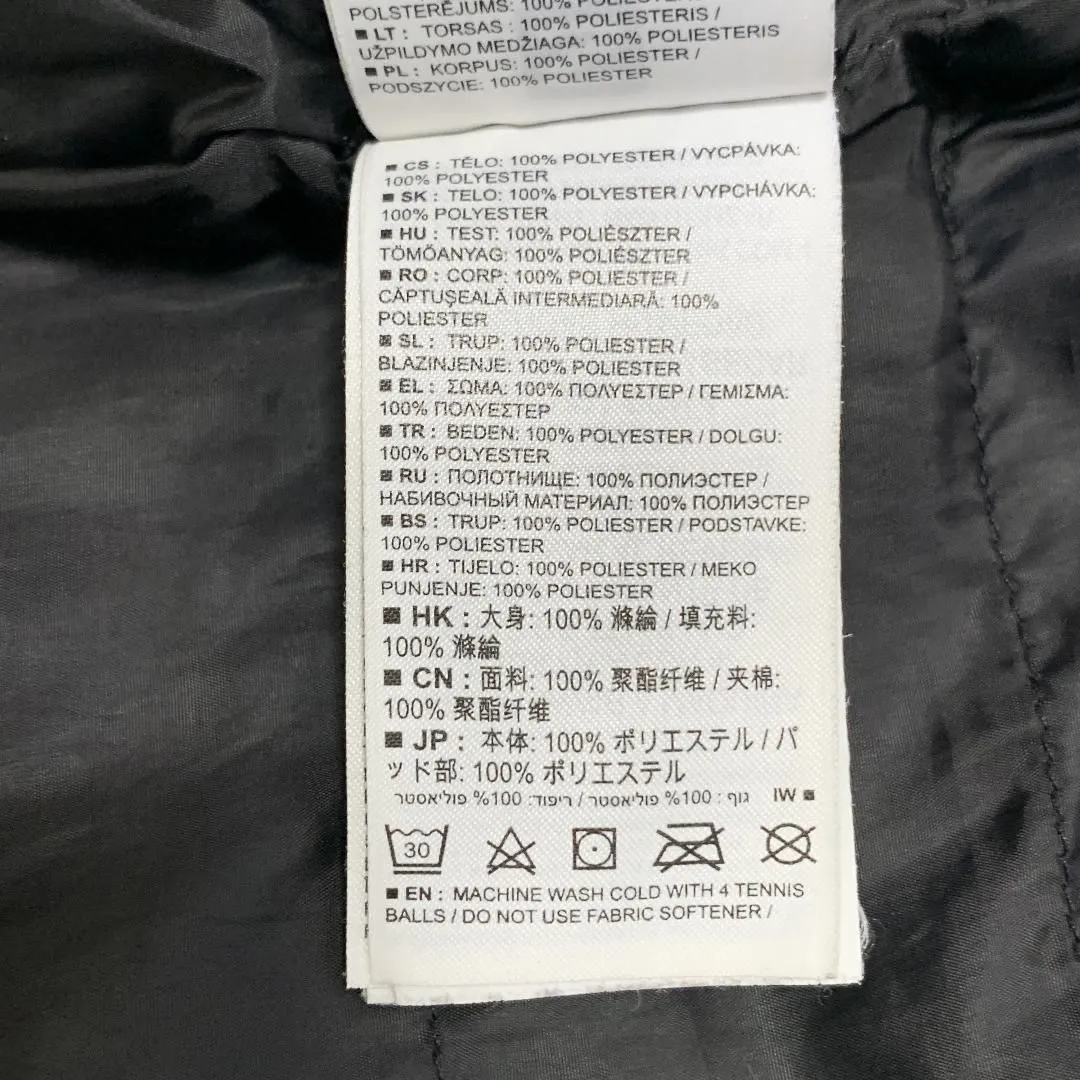 POLSTERĒJUMS: 100% POLIESTERS
■ LT : TORSAS : 100% POLIESTERIS /
UŽPILDYMO MEDŽIAGA: 100% POLIESTERIS
■ PL : KORPUS: 100% POLIESTER /
PODSZYCIE: 100% POLIESTER
■ CS : TĚLO: 100% POLYESTER / VYCPÁVKA:
100% POLYESTER
■ SK : TELO: 100% POLYESTER / VYPCHÁVKA:
100% POLYESTER
■ HU : TEST: 100% POLIÉSZTER /
TÖMŐANYAG: 100% POLIÉSZTER
■ RO : CORP: 100% POLIESTER /
CĂPTUŞEALĂ INTERMEDIARĂ: 100%
POLIESTER
■ SL : TRUP: 100% POLIESTER /
BLAZINJENJE: 100% POLIESTER
■ EL : ΣΩΜΑ: 100% ΠΟΛΥΕΣΤΕΡ / ΓΕΜΙΣΜΑ:
100% ΠΟΛΥΕΣΤΕΡ
■ TR : BEDEN: 100% POLYESTER / DOLGU:
100% POLYESTER
■ RU : ПОЛОТНИЩЕ: 100% ПОЛИЭСТЕР /
НАБИВОЧНЫЙ МАТЕРИАЛ: 100% ПОЛИЭСТЕР
■ BS : TRUP: 100% POLIESTER / PODSTAVKE:
100% POLIESTER
■ HR : TIJELO: 100% POLIESTER / MEKO
PUNJENJE: 100% POLIESTER
■ HK : 大身: 100% 滌綸 / 填充料:
100% 滌綸
■ CN : 面料: 100% 聚酯纤维 / 夹棉:
100% 聚酯纤维
■ JP : 本体: 100% ポリエステル / パ
ッド部: 100% ポリエステル
■ IW גוף : 100% פוליאסטר / ריפוד: 100% פוליאסטר
30
■ EN : MACHINE WASH COLD WITH 4 TENNIS
BALLS / DO NOT USE FABRIC SOFTENER /